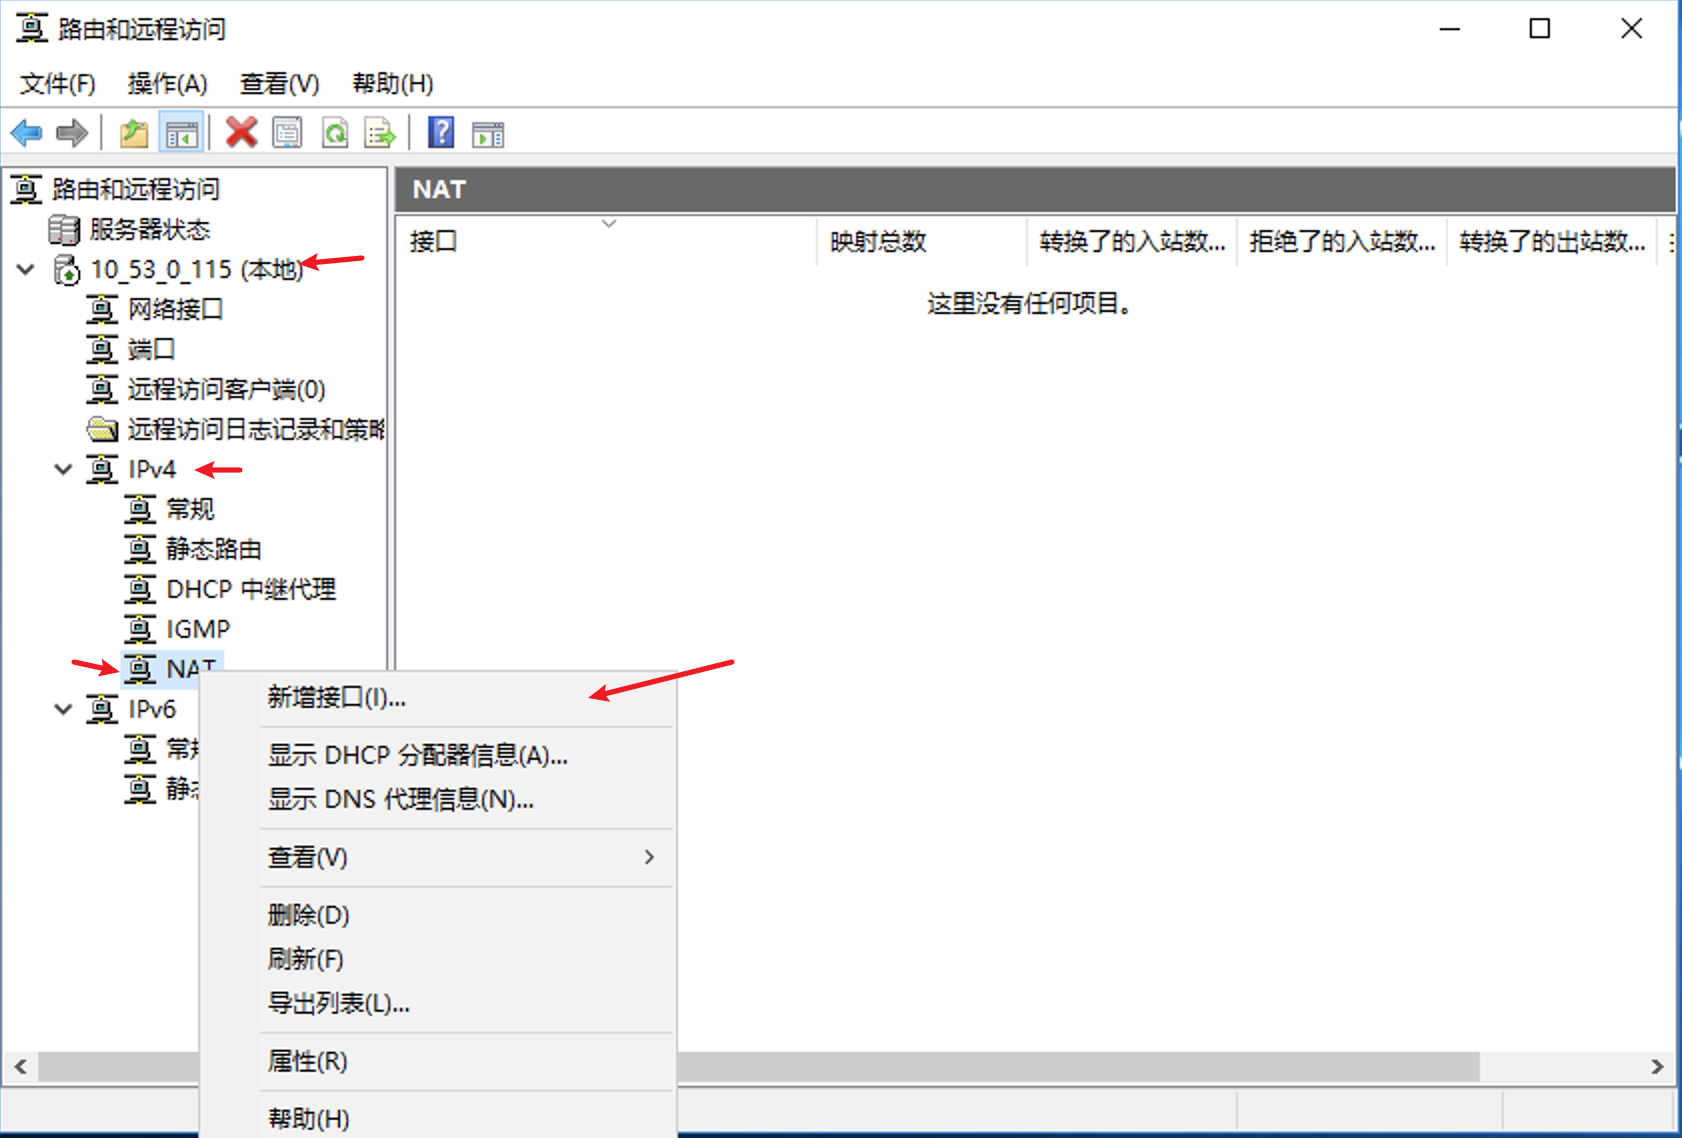 路由和远程访问
文件(F) 操作(A) 查看(V) 帮助(H)
路由和远程访问
服务器状态
10_53_0_115 (本地)
网络接口
端口
远程访问客户端(0)
远程访问日志记录和策略
IPv4
常规
静态路由
DHCP 中继代理
IGMP
NAT
IPv6
常规
静态
NAT
接口 映射总数 转换了的入站数... 拒绝了的入站数... 转换了的出站数...
这里没有任何项目。
新增接口(I)...
显示 DHCP 分配器信息(A)...
显示 DNS 代理信息(N)...
查看(V)
删除(D)
刷新(F)
导出列表(L)...
属性(R)
帮助(H)